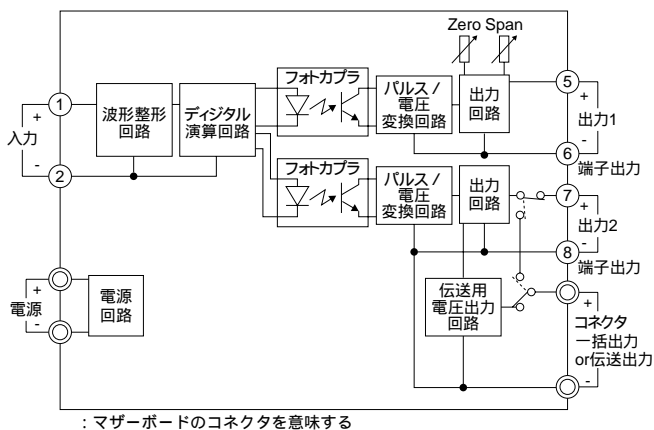 Zero Span
フォトカプラ
波形整形
回路
ディジタル
演算回路
パルス /
電圧
変換回路
出力
回路
1
+
入力
-
2
5
+
出力1
-
6
端子出力
フォトカプラ
パルス /
電圧
変換回路
出力
回路
7
+
出力2
-
8
端子出力
+
電源
-
電源
回路
伝送用
電圧出力
回路
+
コネクタ
一括出力
or伝送出力
-
: マザーボードのコネクタを意味する